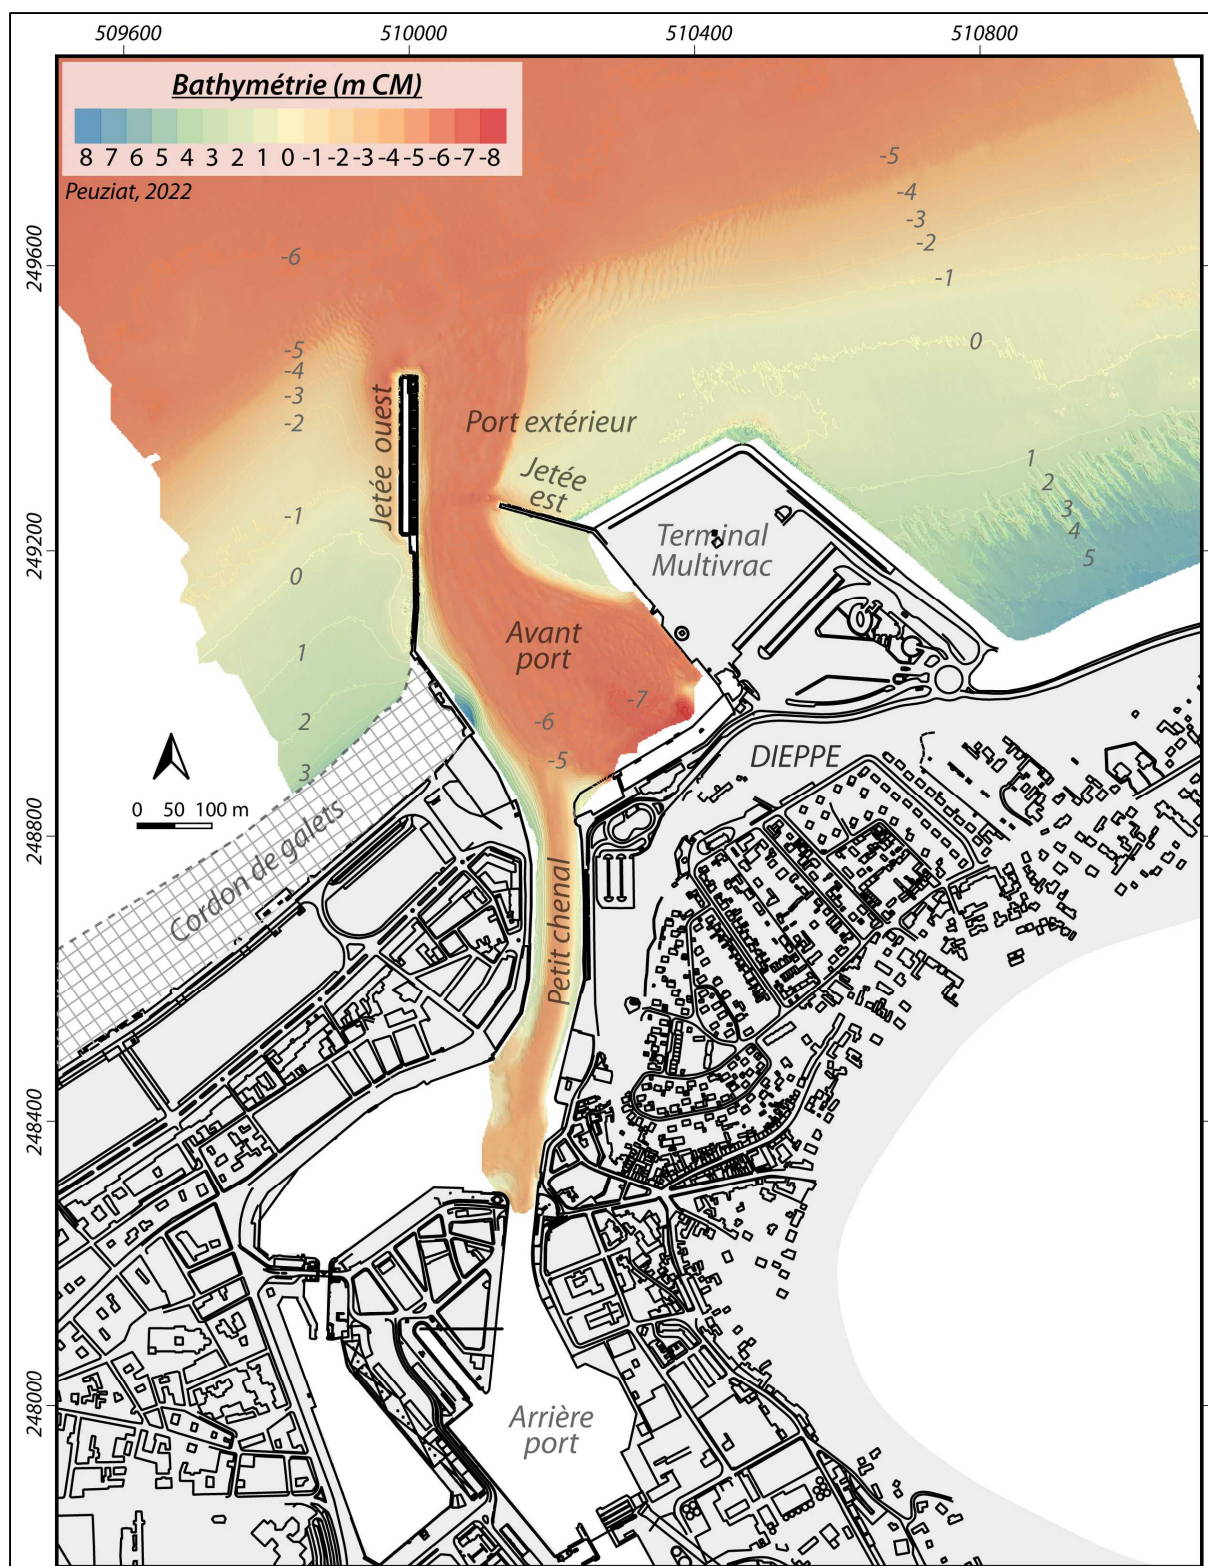 509600 510000 510400 510800
Bathymétrie (m CM)
8 7 6 5 4 3 2 1 0 -1 -2 -3 -4 -5 -6 -7 -8
Peuziat, 2022
-5
-4
-3
-2
-6
-1
249600
0
-5
-4
-3
-2
Jetée ouest
Port extérieur
Jetée
est
1
2
3
4
5
-1
249200
Terminal
Multivrac
0
Avant
port
1
-7
-6
2
-5
DIEPPE
3
0 50 100 m
248800
Cordon de galets
Petit chenal
248400
248000
Arrière
port